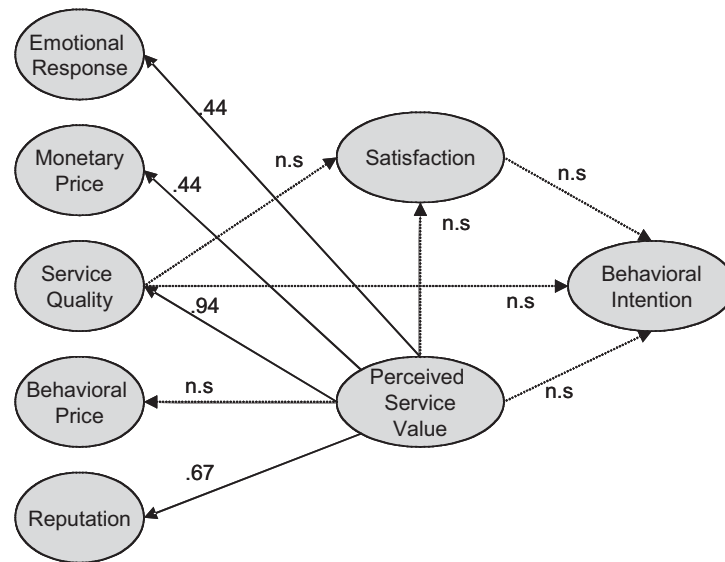 Emotional
Response
.44
Monetary
Price
n.s
Satisfaction
.44
n.s
n.s
Service
Quality
Behavioral
Intention
.94
n.s
Behavioral
Price
n.s
Perceived
Service
Value
n.s
.67
Reputation